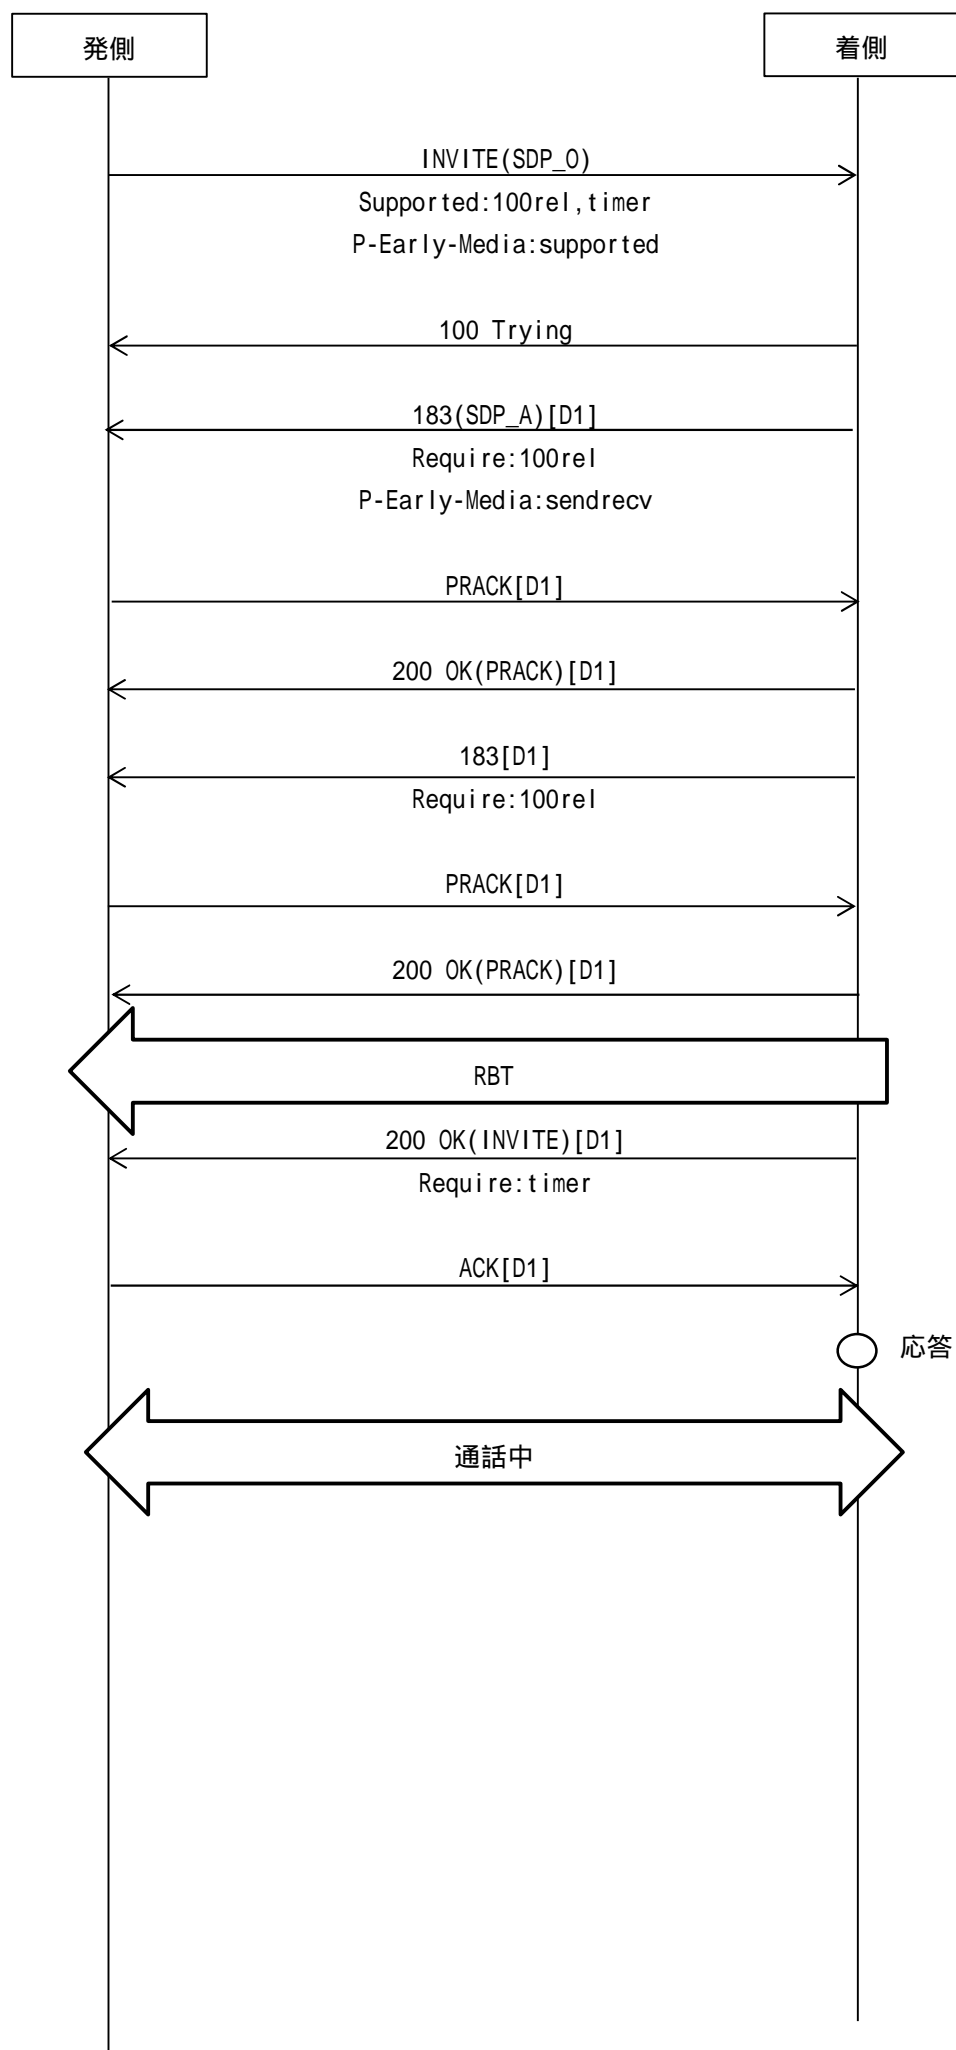 発側
着側
INVITE(SDP_O)
Supported:100rel,timer
P-Early-Media:supported
100 Trying
183(SDP_A)[D1]
Require:100rel
P-Early-Media:sendrecv
PRACK[D1]
200 OK(PRACK)[D1]
183[D1]
Require:100rel
PRACK[D1]
200 OK(PRACK)[D1]
RBT
200 OK(INVITE)[D1]
Require:timer
ACK[D1]
応答
通話中